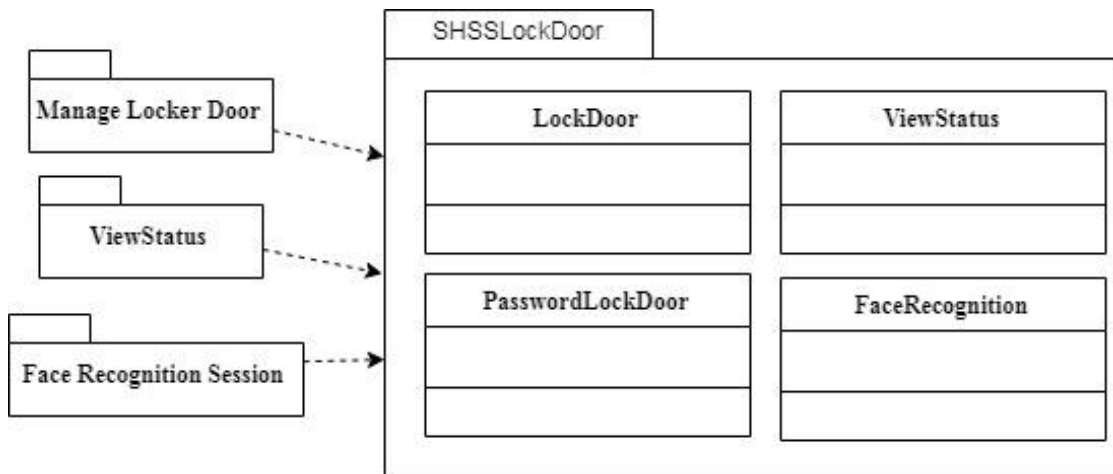 SHSSLockDoor
Manage Locker Door
LockDoor
ViewStatus
ViewStatus
PasswordLockDoor
FaceRecognition
Face Recognition Session